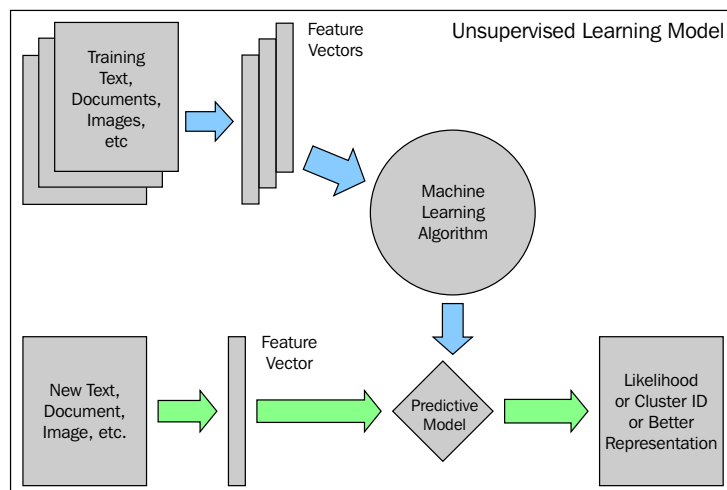 Unsupervised Learning Model
Training
Text,
Documents,
Images,
etc
Feature
Vectors
Machine
Learning
Algorithm
New Text,
Document,
Image, etc.
Feature
Vector
Predictive
Model
Likelihood
or Cluster ID
or Better
Representation